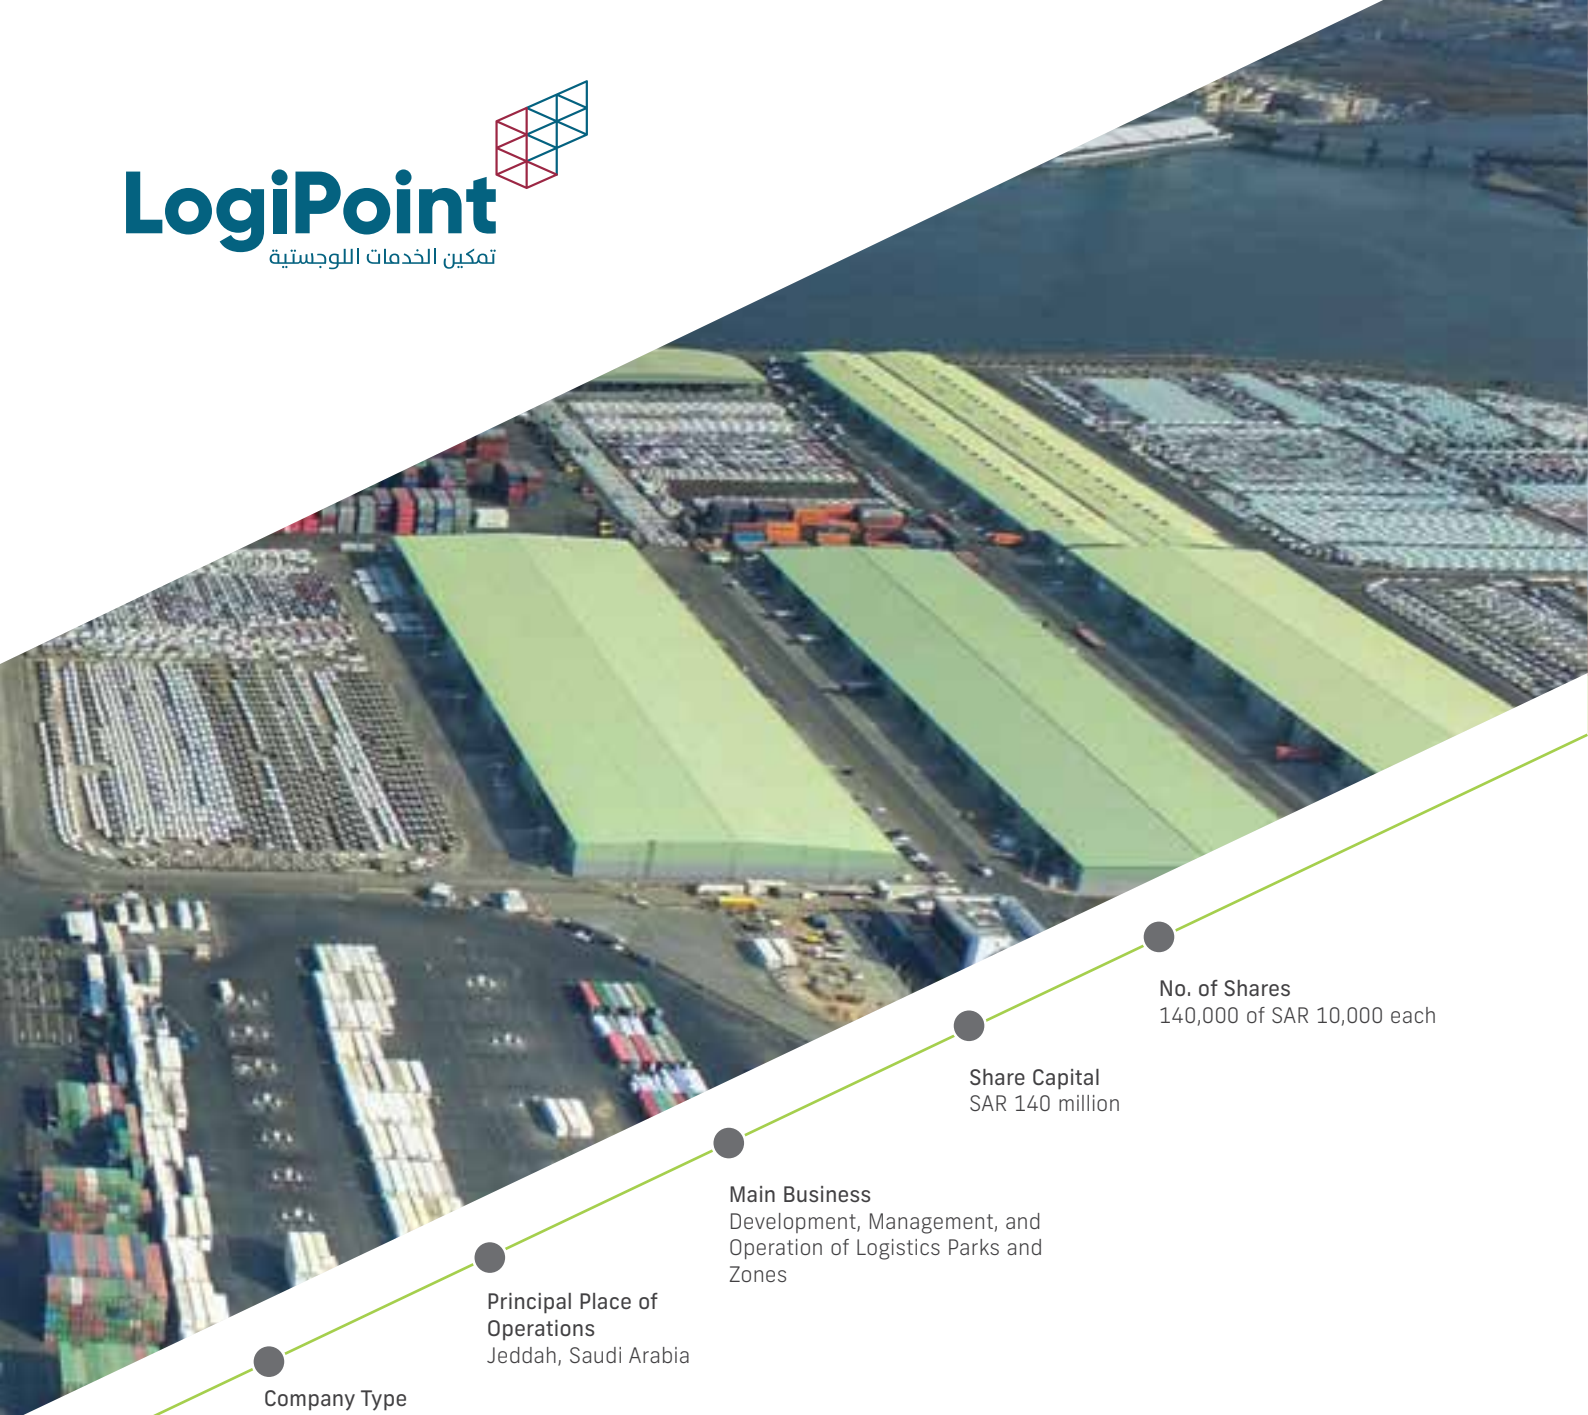 LogiPoint
تمكين الخدمات اللوجستية
No. of Shares
140,000 of SAR 10,000 each
Share Capital
SAR 140 million
Main Business
Development, Management, and
Operation of Logistics Parks and
Zones
Principal Place of
Operations
Jeddah, Saudi Arabia
Company Type